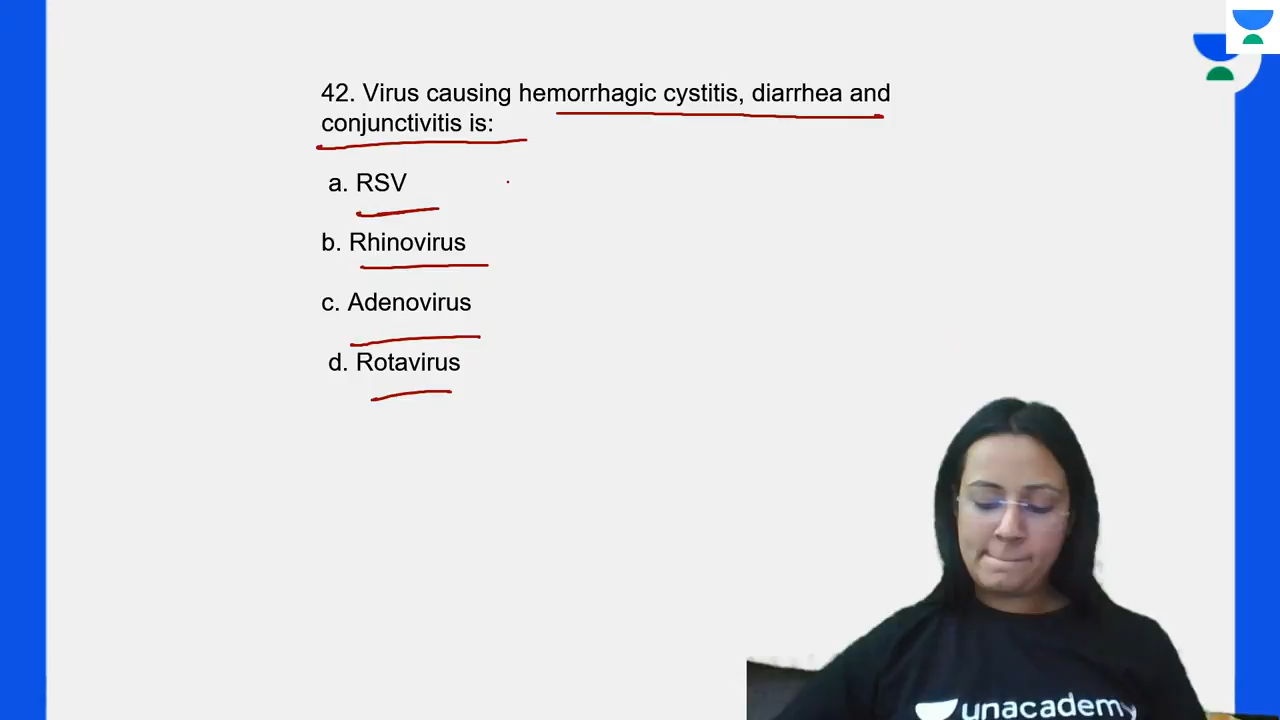 42. Virus causing hemorrhagic cystitis, diarrhea and
conjunctivitis is:
a. RSV
b. Rhinovirus
c. Adenovirus
d. Rotavirus
unacademy